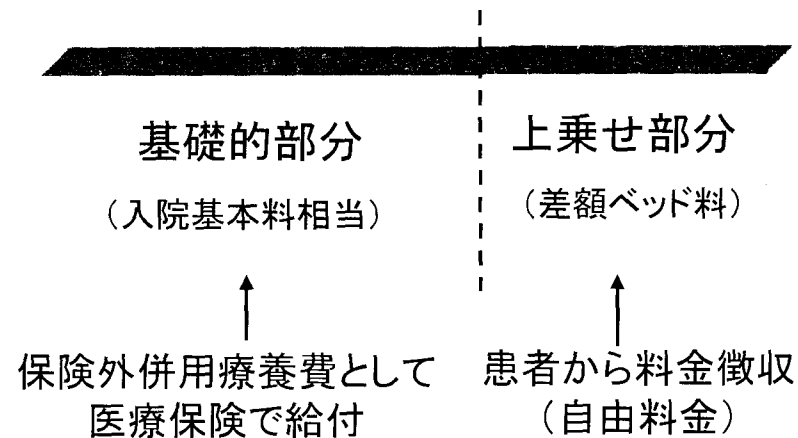 基礎的部分
(入院基本料相当)
保険外併用療養費として
医療保険で給付
上乗せ部分
(差額ベッド料)
患者から料金徴収
(自由料金)